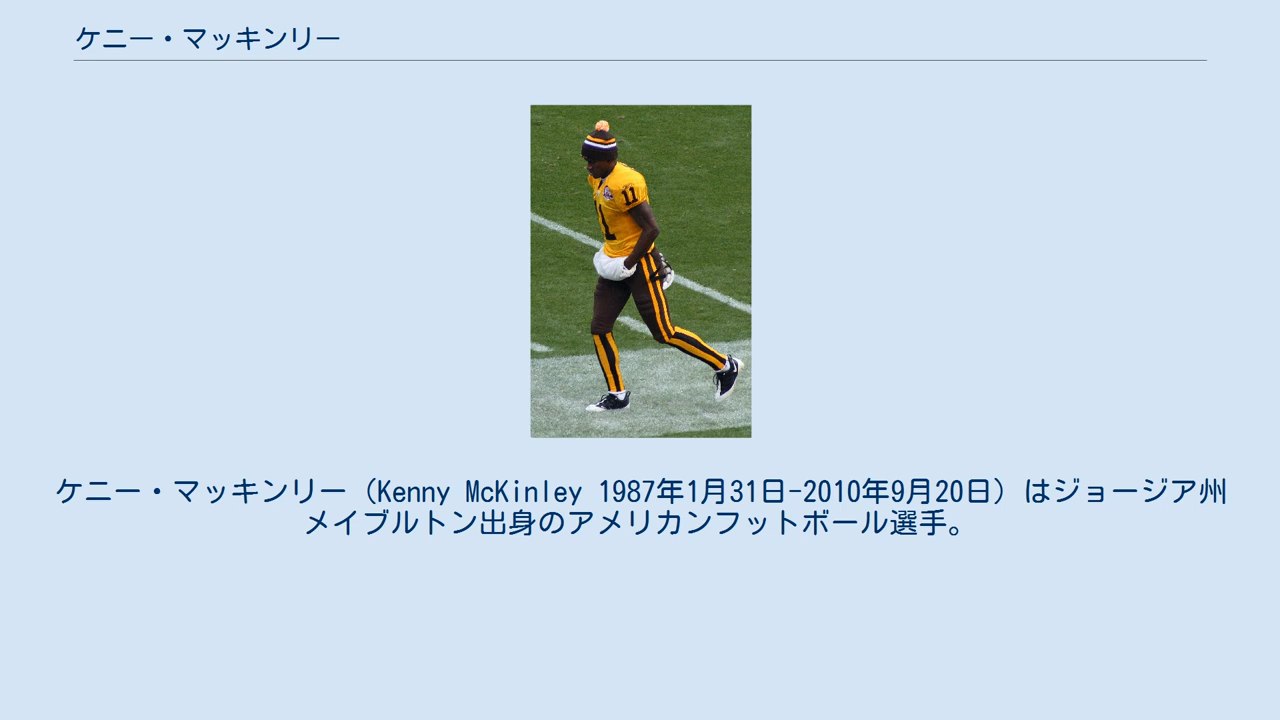 ケニー・マッキンリー
11
11
ケニー・マッキンリー（Kenny McKinley 1987年1月31日-2010年9月20日）はジョージア州
メイブルトン出身のアメリカンフットボール選手。